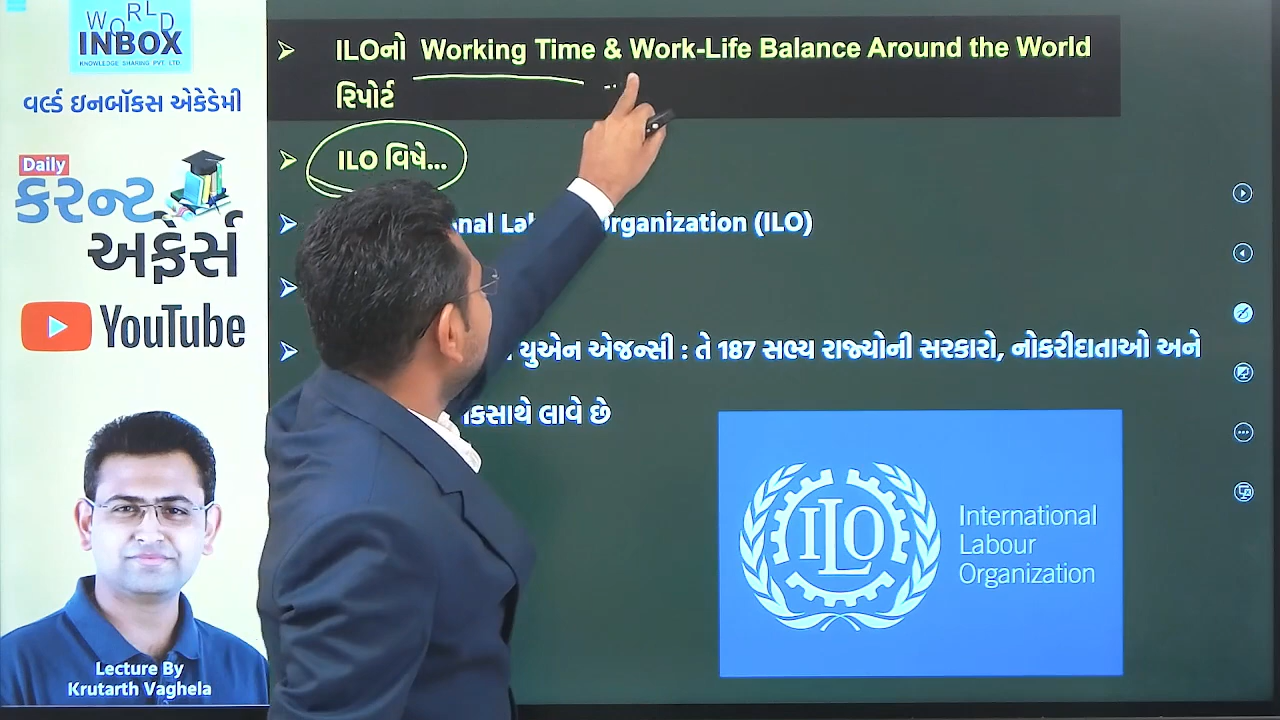 WORLD
INBOX
KNOWLEDGE SHARING PVT. LTD.
વર્લ્ડ ઇનબૉકસ એકેડેમી
Daily
કરન્ટ
અફેર્સ
YouTube
Lecture By
Krutarth Vaghela
ILOનો Working Time & Work-Life Balance Around the World
રિપોર્ટ
ILO વિષે...
Organization (ILO)
યુએન એજન્સી : તે 187 સભ્ય રાજ્યોની સરકારો, નોકરીદાતાઓ અને
લાવે છે
ILO
International
Labour
Organization